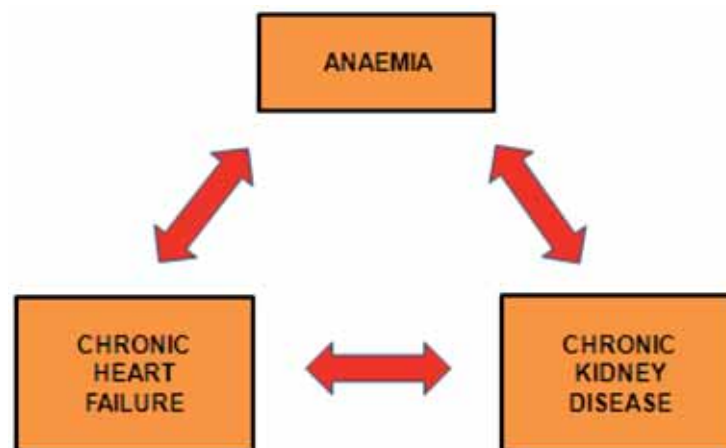 ANAEMIA
CHRONIC
HEART
FAILURE
CHRONIC
KIDNEY
DISEASE